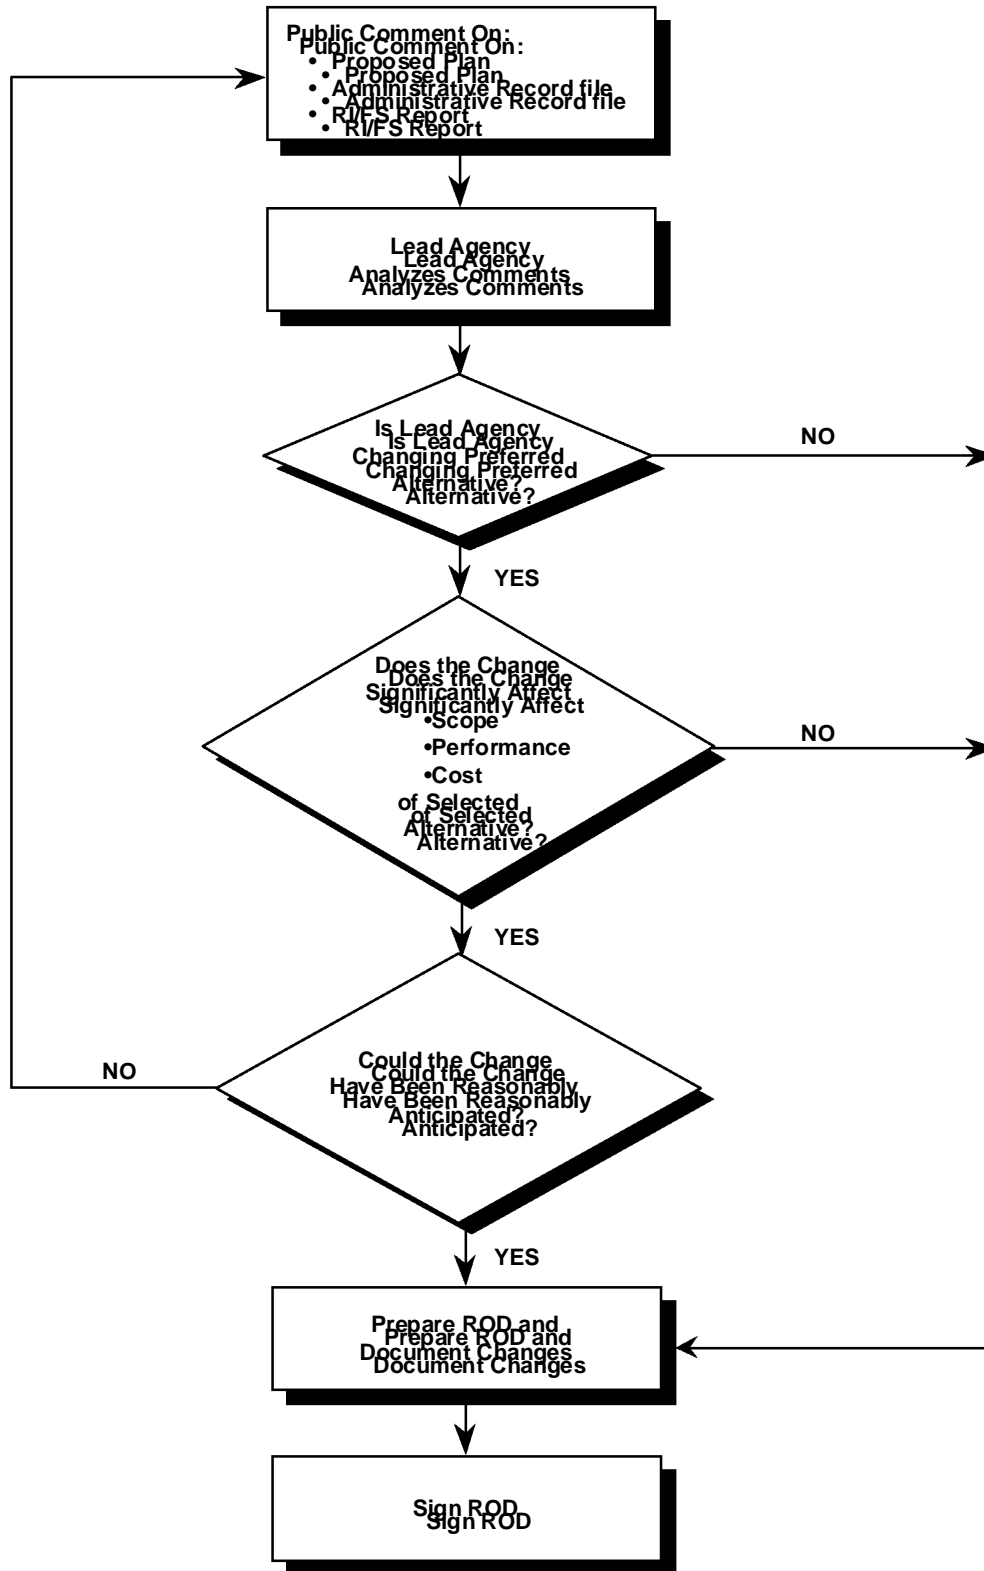 Public Comment On:
• Proposed Plan
• Administrative Record file
• RI/FS Report
Lead Agency
Analyzes Comments
Is Lead Agency
Changing Preferred
Alternative?
NO
YES
Does the Change
Significantly Affect
•Scope
•Performance
•Cost
of Selected
Alternative?
NO
YES
Could the Change
Have Been Reasonably
Anticipated?
NO
YES
Prepare ROD and
Document Changes
Sign ROD